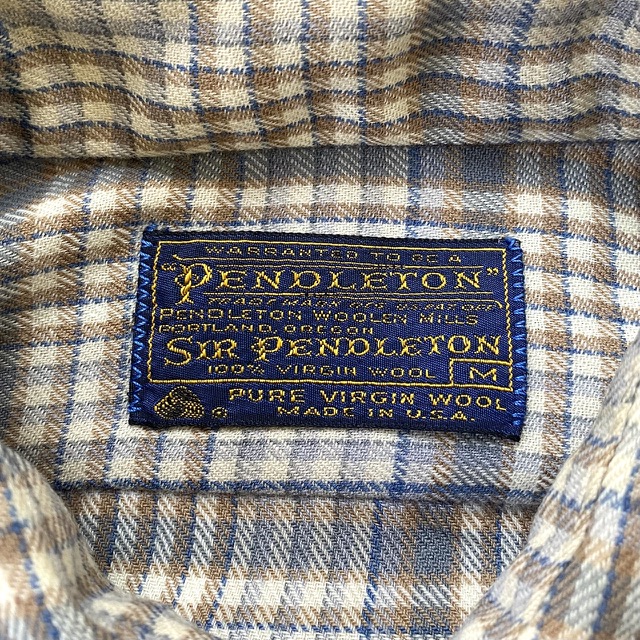 WARRANTED TO BE A
"PENDLETON"
PENDLETON WOOLEN MILLS
PORTLAND, OREGON
SIR PENDLETON
100% VIRGIN WOOL M
PURE VIRGIN WOOL
MADE IN U.S.A.